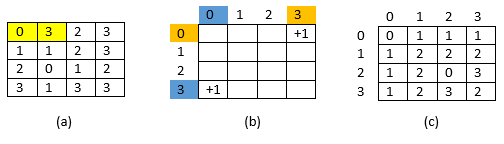 0 3 2 3
1 1 2 3
2 0 1 2
3 1 3 3
(a)
0 1 2 3
0 +1
1
2
3 +1
(b)
0 1 2 3
0 0 1 1 1
1 1 2 2 2
2 1 2 0 3
3 1 2 3 2
(c)